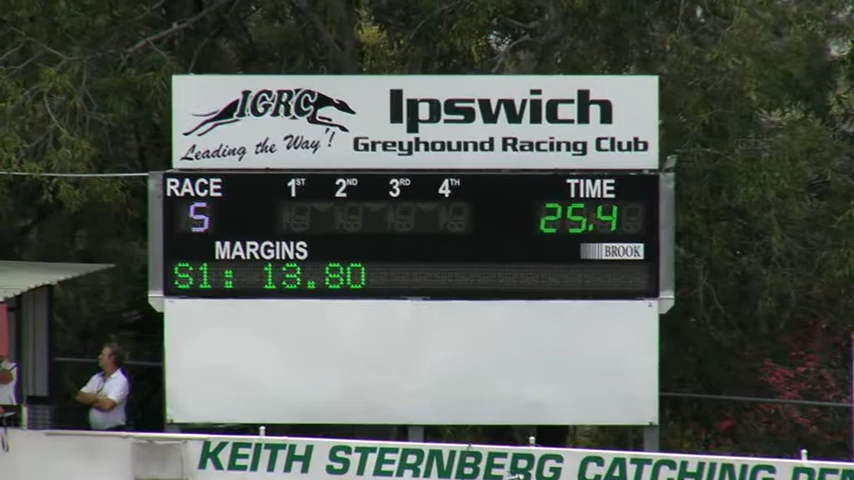 IGRC
Leading the Way'!
Ipswich
Greyhound Racing Club
RACE 1ST 2ND 3RD 4TH TIME
5 25.4
MARGINS BROOK
S1: 13.80
KEITH STERNBERG CATCHING